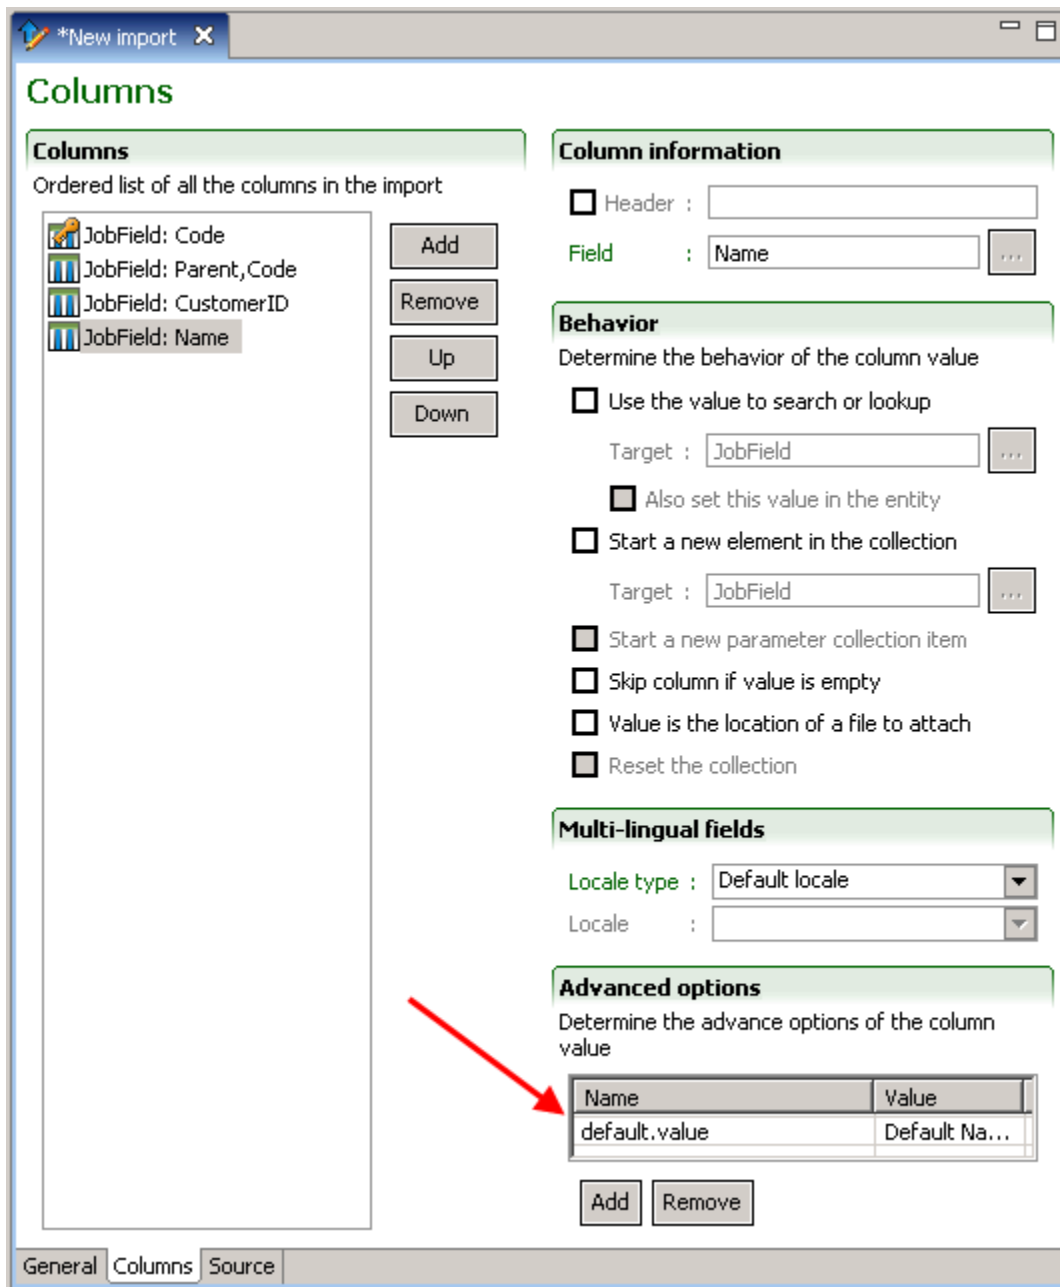 *New import
Columns
Columns
Ordered list of all the columns in the import
JobField: Code
JobField: Parent,Code
JobField: CustomerID
JobField: Name
Add
Remove
Up
Down
Column information
Header :
Field : Name ...
Behavior
Determine the behavior of the column value
Use the value to search or lookup
Target : JobField ...
Also set this value in the entity
Start a new element in the collection
Target : JobField ...
Start a new parameter collection item
Skip column if value is empty
Value is the location of a file to attach
Reset the collection
Multi-lingual fields
Locale type : Default locale
Locale :
Advanced options
Determine the advance options of the column
value
Name Value
default.value Default Na...
Add Remove
General Columns Source